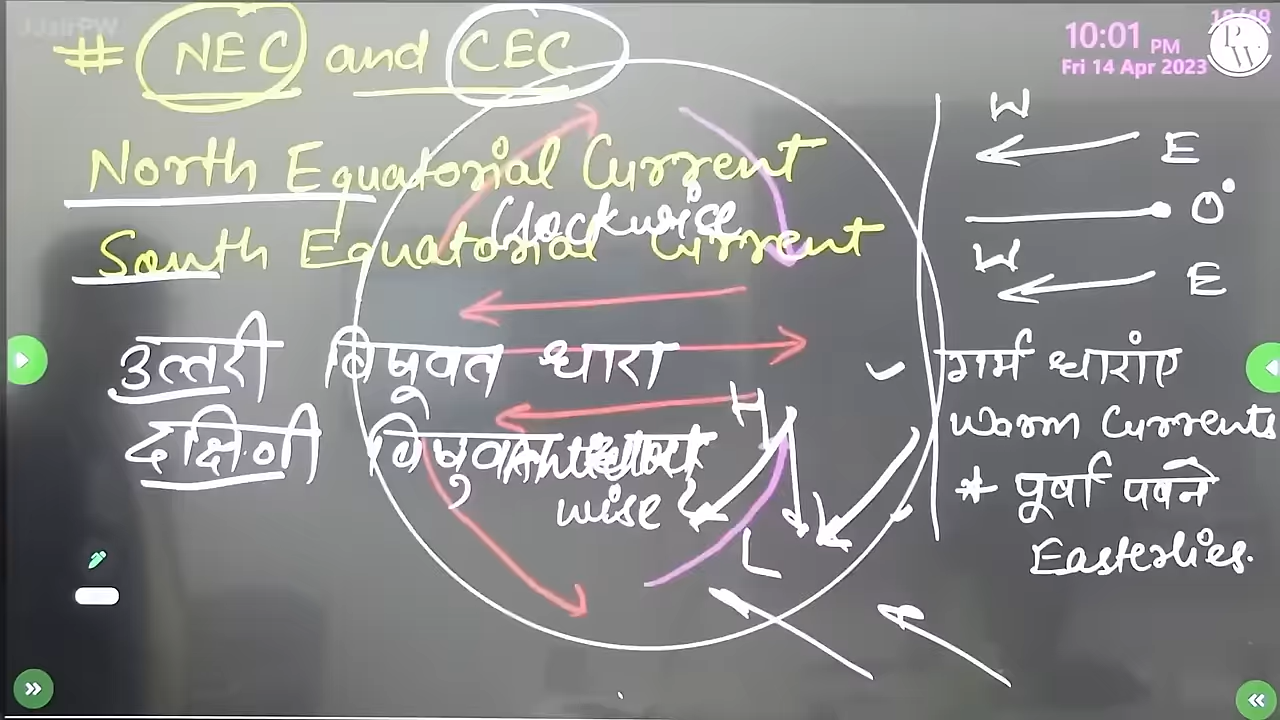 # NEC and CEC
North Equatorial Current
South Equatorial Current
Clockwise
उत्तरी विषुवत धारा
दक्षिणी विषुवत धारा
wise
H
L
10:01 PM
Fri 14 Apr 2023
PW
W
E
0°
W
E
गर्म धाराएं
Warm Currents
* पूर्वा पवने
Easterlies.